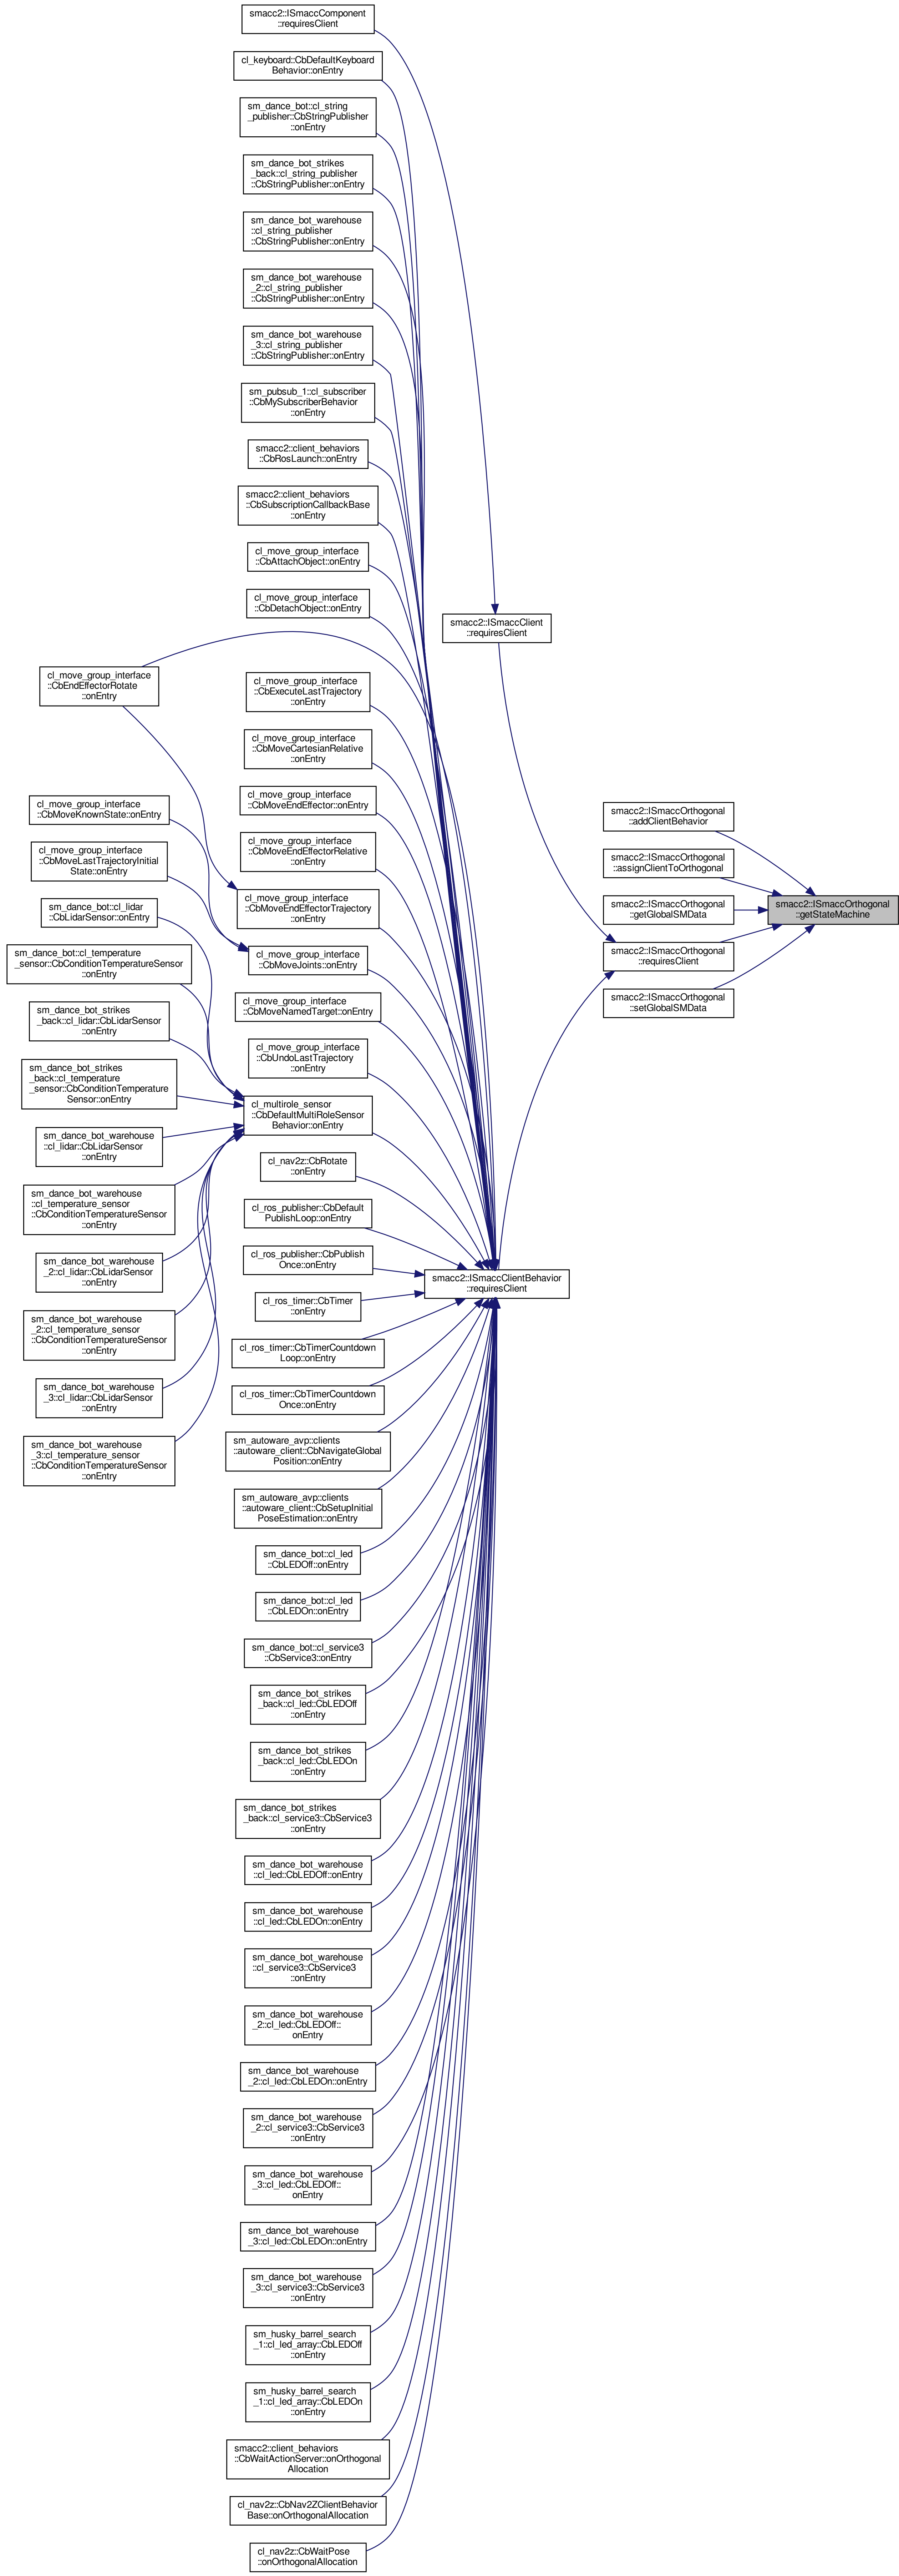 smacc2::ISmaccComponent
::requiresClient
cl_keyboard::CbDefaultKeyboard
Behavior::onEntry
sm_dance_bot::cl_string
_publisher::CbStringPublisher
::onEntry
sm_dance_bot_strikes
_back::cl_string_publisher
::CbStringPublisher::onEntry
sm_dance_bot_warehouse
::cl_string_publisher
::CbStringPublisher::onEntry
sm_dance_bot_warehouse
_2::cl_string_publisher
::CbStringPublisher::onEntry
sm_dance_bot_warehouse
_3::cl_string_publisher
::CbStringPublisher::onEntry
sm_pubsub_1::cl_subscriber
::CbMySubscriberBehavior
::onEntry
smacc2::client_behaviors
::CbRosLaunch::onEntry
smacc2::client_behaviors
::CbSubscriptionCallbackBase
::onEntry
cl_move_group_interface
::CbAttachObject::onEntry
cl_move_group_interface
::CbDetachObject::onEntry
smacc2::ISmaccClient
::requiresClient
cl_move_group_interface
::CbEndEffectorRotate
::onEntry
cl_move_group_interface
::CbExecuteLastTrajectory
::onEntry
cl_move_group_interface
::CbMoveCartesianRelative
::onEntry
cl_move_group_interface
::CbMoveEndEffector::onEntry
cl_move_group_interface
::CbMoveKnownState::onEntry
smacc2::ISmaccOrthogonal
::addClientBehavior
cl_move_group_interface
::CbMoveEndEffectorRelative
::onEntry
cl_move_group_interface
::CbMoveLastTrajectoryInitial
State::onEntry
smacc2::ISmaccOrthogonal
::assignClientToOrthogonal
cl_move_group_interface
::CbMoveEndEffectorTrajectory
::onEntry
sm_dance_bot::cl_lidar
::CbLidarSensor::onEntry
smacc2::ISmaccOrthogonal
::getGlobalSMData
smacc2::ISmaccOrthogonal
::getStateMachine
cl_move_group_interface
::CbMoveJoints::onEntry
sm_dance_bot::cl_temperature
_sensor::CbConditionTemperatureSensor
::onEntry
smacc2::ISmaccOrthogonal
::requiresClient
smacc2::ISmaccOrthogonal
::setGlobalSMData
cl_move_group_interface
::CbMoveNamedTarget::onEntry
sm_dance_bot_strikes
_back::cl_lidar::CbLidarSensor
::onEntry
cl_move_group_interface
::CbUndoLastTrajectory
::onEntry
sm_dance_bot_strikes
_back::cl_temperature
_sensor::CbConditionTemperature
Sensor::onEntry
cl_multirole_sensor
::CbDefaultMultiRoleSensor
Behavior::onEntry
sm_dance_bot_warehouse
::cl_lidar::CbLidarSensor
::onEntry
cl_nav2z::CbRotate
::onEntry
sm_dance_bot_warehouse
::cl_temperature_sensor
::CbConditionTemperatureSensor
::onEntry
cl_ros_publisher::CbDefault
PublishLoop::onEntry
cl_ros_publisher::CbPublish
Once::onEntry
sm_dance_bot_warehouse
_2::cl_lidar::CbLidarSensor
::onEntry
smacc2::ISmaccClientBehavior
::requiresClient
cl_ros_timer::CbTimer
::onEntry
sm_dance_bot_warehouse
_2::cl_temperature_sensor
::CbConditionTemperatureSensor
::onEntry
cl_ros_timer::CbTimerCountdown
Loop::onEntry
sm_dance_bot_warehouse
_3::cl_lidar::CbLidarSensor
::onEntry
cl_ros_timer::CbTimerCountdown
Once::onEntry
sm_dance_bot_warehouse
_3::cl_temperature_sensor
::CbConditionTemperatureSensor
::onEntry
sm_autoware_avp::clients
::autoware_client::CbNavigateGlobal
Position::onEntry
sm_autoware_avp::clients
::autoware_client::CbSetupInitial
PoseEstimation::onEntry
sm_dance_bot::cl_led
::CbLEDOff::onEntry
sm_dance_bot::cl_led
::CbLEDOn::onEntry
sm_dance_bot::cl_service3
::CbService3::onEntry
sm_dance_bot_strikes
_back::cl_led::CbLEDOff
::onEntry
sm_dance_bot_strikes
_back::cl_led::CbLEDOn
::onEntry
sm_dance_bot_strikes
_back::cl_service3::CbService3
::onEntry
sm_dance_bot_warehouse
::cl_led::CbLEDOff::onEntry
sm_dance_bot_warehouse
::cl_led::CbLEDOn::onEntry
sm_dance_bot_warehouse
::cl_service3::CbService3
::onEntry
sm_dance_bot_warehouse
_2::cl_led::CbLEDOff::
onEntry
sm_dance_bot_warehouse
_2::cl_led::CbLEDOn::onEntry
sm_dance_bot_warehouse
_2::cl_service3::CbService3
::onEntry
sm_dance_bot_warehouse
_3::cl_led::CbLEDOff::
onEntry
sm_dance_bot_warehouse
_3::cl_led::CbLEDOn::onEntry
sm_dance_bot_warehouse
_3::cl_service3::CbService3
::onEntry
sm_husky_barrel_search
_1::cl_led_array::CbLEDOff
::onEntry
sm_husky_barrel_search
_1::cl_led_array::CbLEDOn
::onEntry
smacc2::client_behaviors
::CbWaitActionServer::onOrthogonal
Allocation
cl_nav2z::CbNav2ZClientBehavior
Base::onOrthogonalAllocation
cl_nav2z::CbWaitPose
::onOrthogonalAllocation